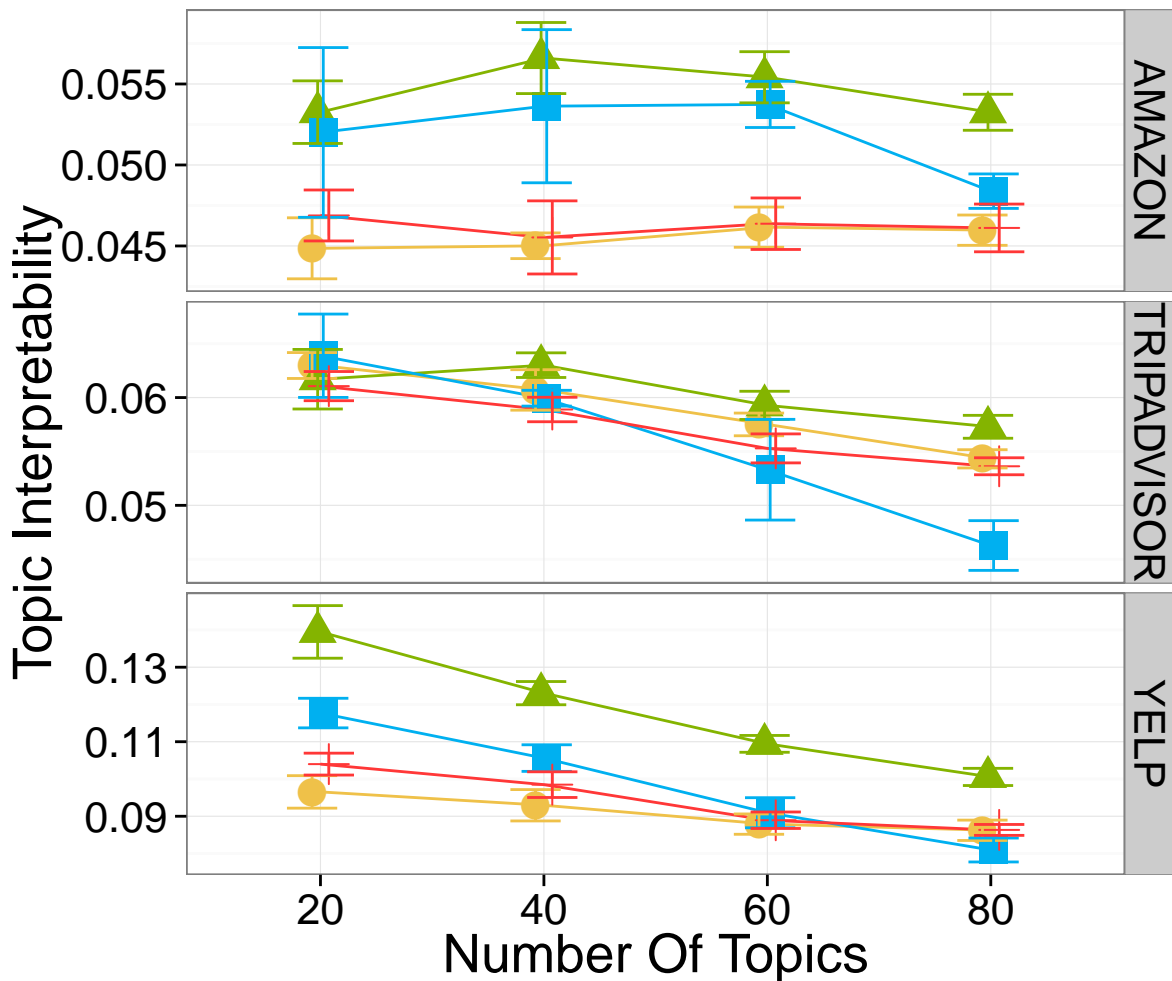 Topic Interpretability
0.055
0.050
0.045
AMAZON
0.06
0.05
TRIPADVISOR
0.13
0.11
0.09
YELP
20 40 60 80
Number Of Topics